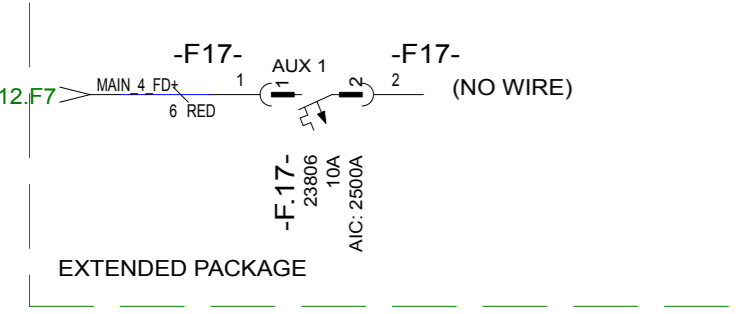 -F17-
-F17-
AUX 1
12.F7
MAIN_4_FD+
1
1
2
2
(NO WIRE)
6 RED
-F.17-
23806
10A
AIC: 2500A
EXTENDED PACKAGE